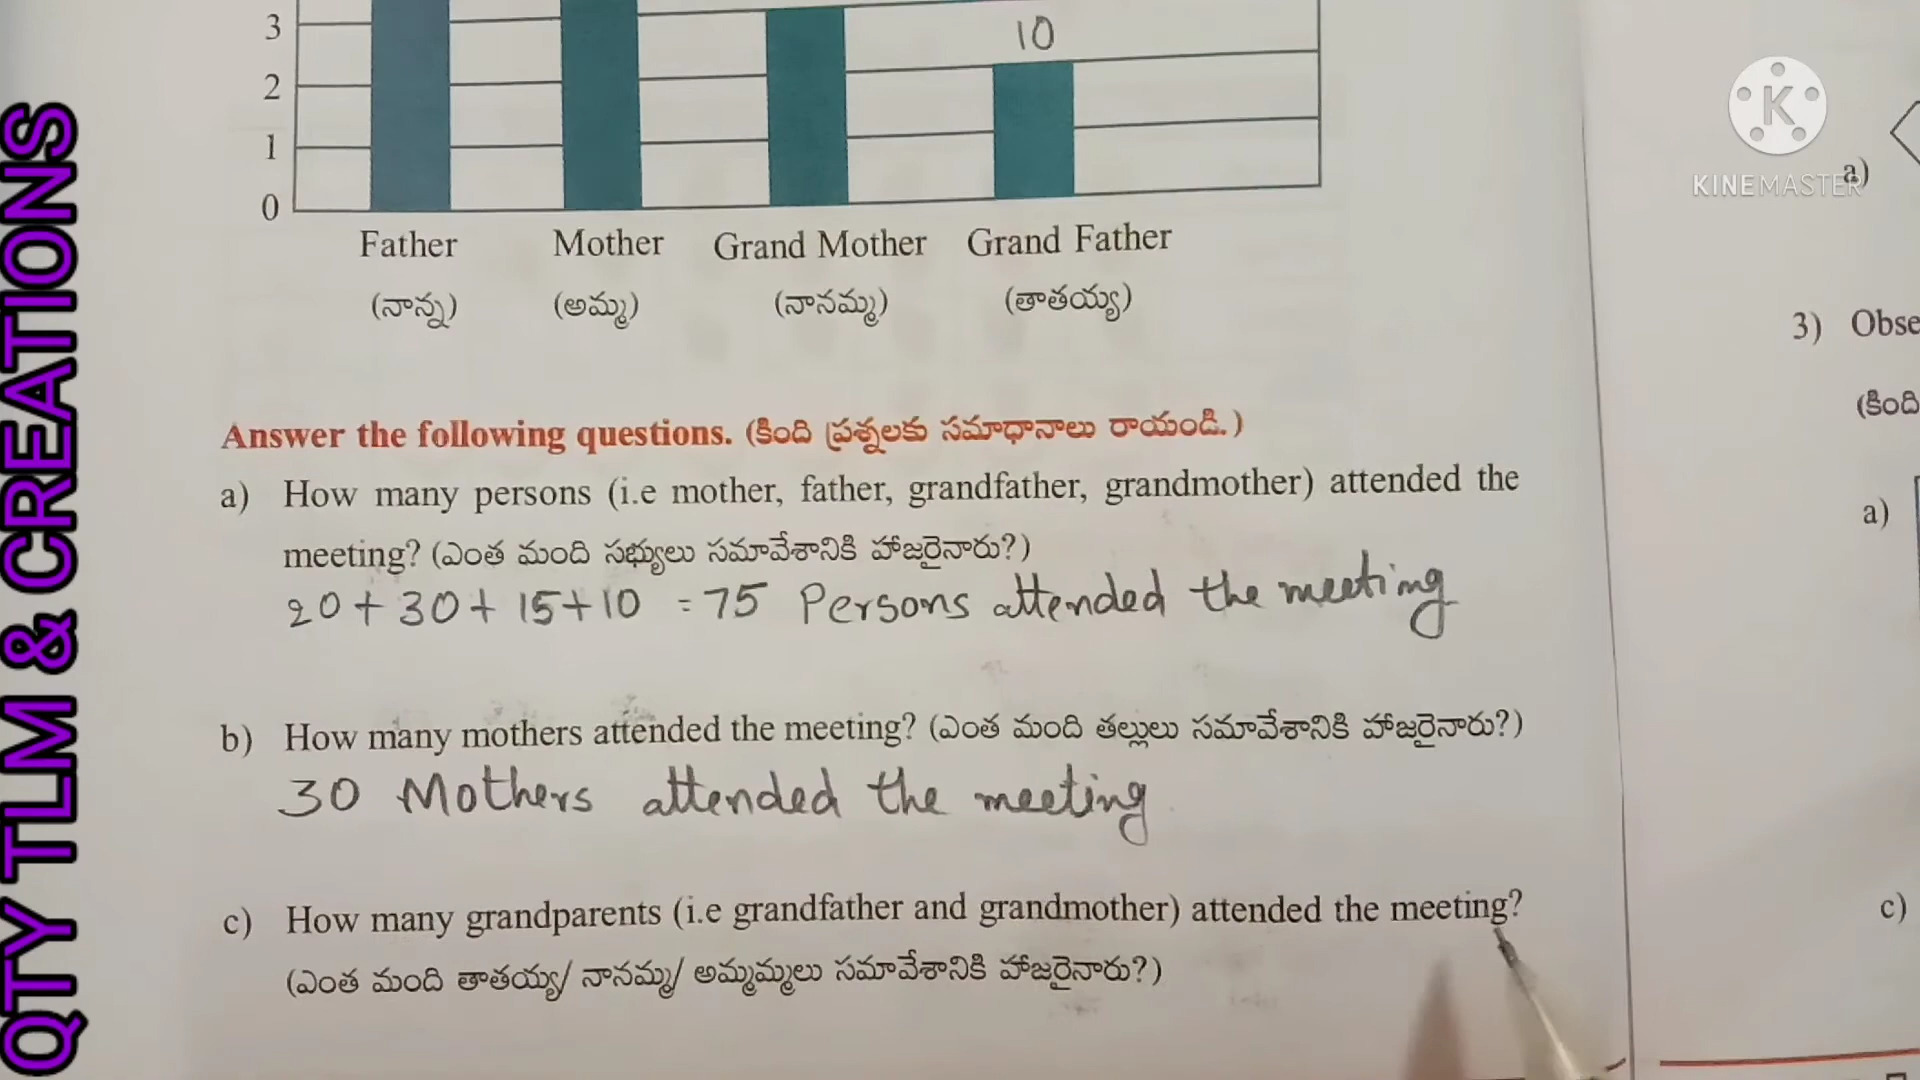 3
10
2
1
0
Father Mother Grand Mother Grand Father
(నాన్న) (అమ్మ) (నానమ్మ) (తాతయ్య)
Answer the following questions. (కింది ప్రశ్నలకు సమాధానాలు రాయండి.)
a) How many persons (i.e mother, father, grandfather, grandmother) attended the
meeting? (ఎంత మంది సభ్యులు సమావేశానికి హాజరైనారు?)
20 + 30 + 15 + 10 = 75 Persons attended the meeting
b) How many mothers attended the meeting? (ఎంత మంది తల్లులు సమావేశానికి హాజరైనారు?)
30 Mothers attended the meeting
c) How many grandparents (i.e grandfather and grandmother) attended the meeting?
(ఎంత మంది తాతయ్య/ నానమ్మ/ అమ్మమ్మలు సమావేశానికి హాజరైనారు?)
QTY TLM & CREATIONS
K
KINEMASTER
a)
3) Obse
(కింది
a)
c)